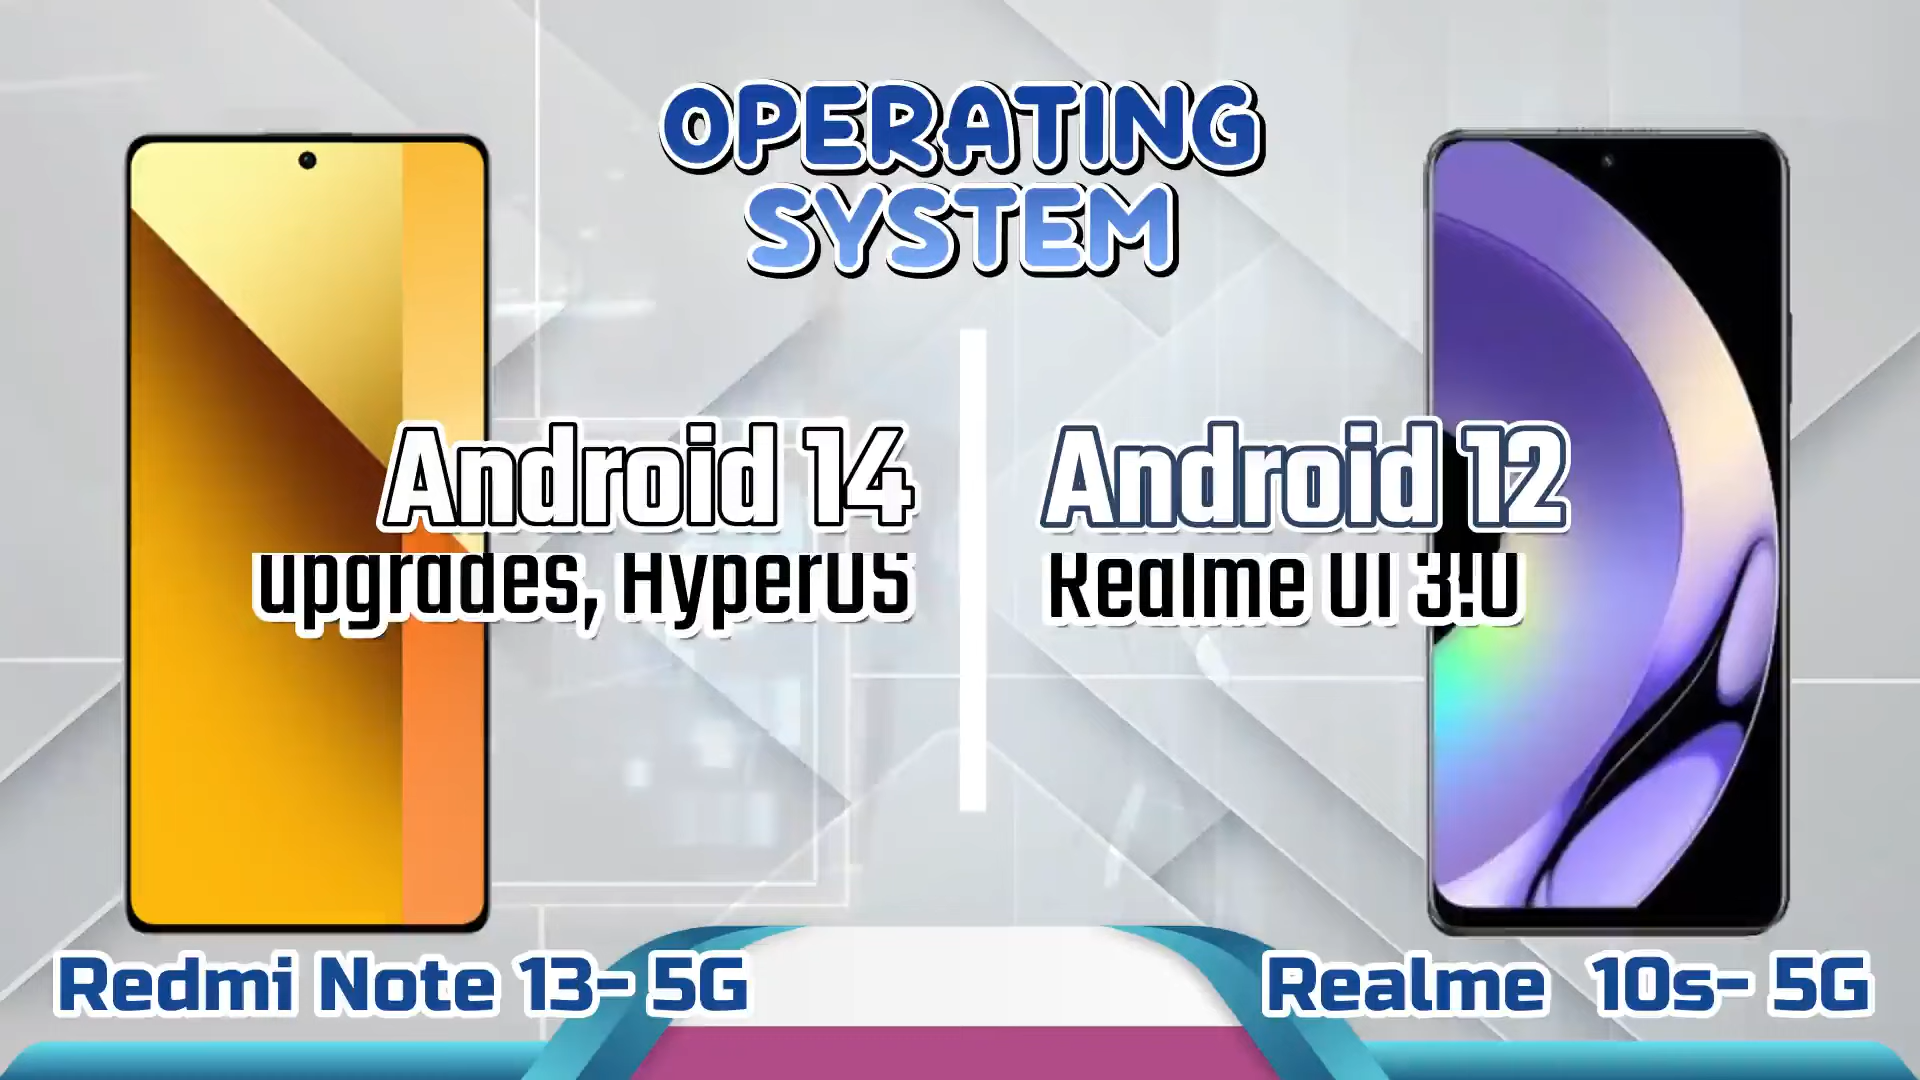 OPERATING
SYSTEM
Android 14
upgrades, HyperOS
Android 12
Realme UI 3.0
Redmi Note 13- 5G
Realme 10s- 5G